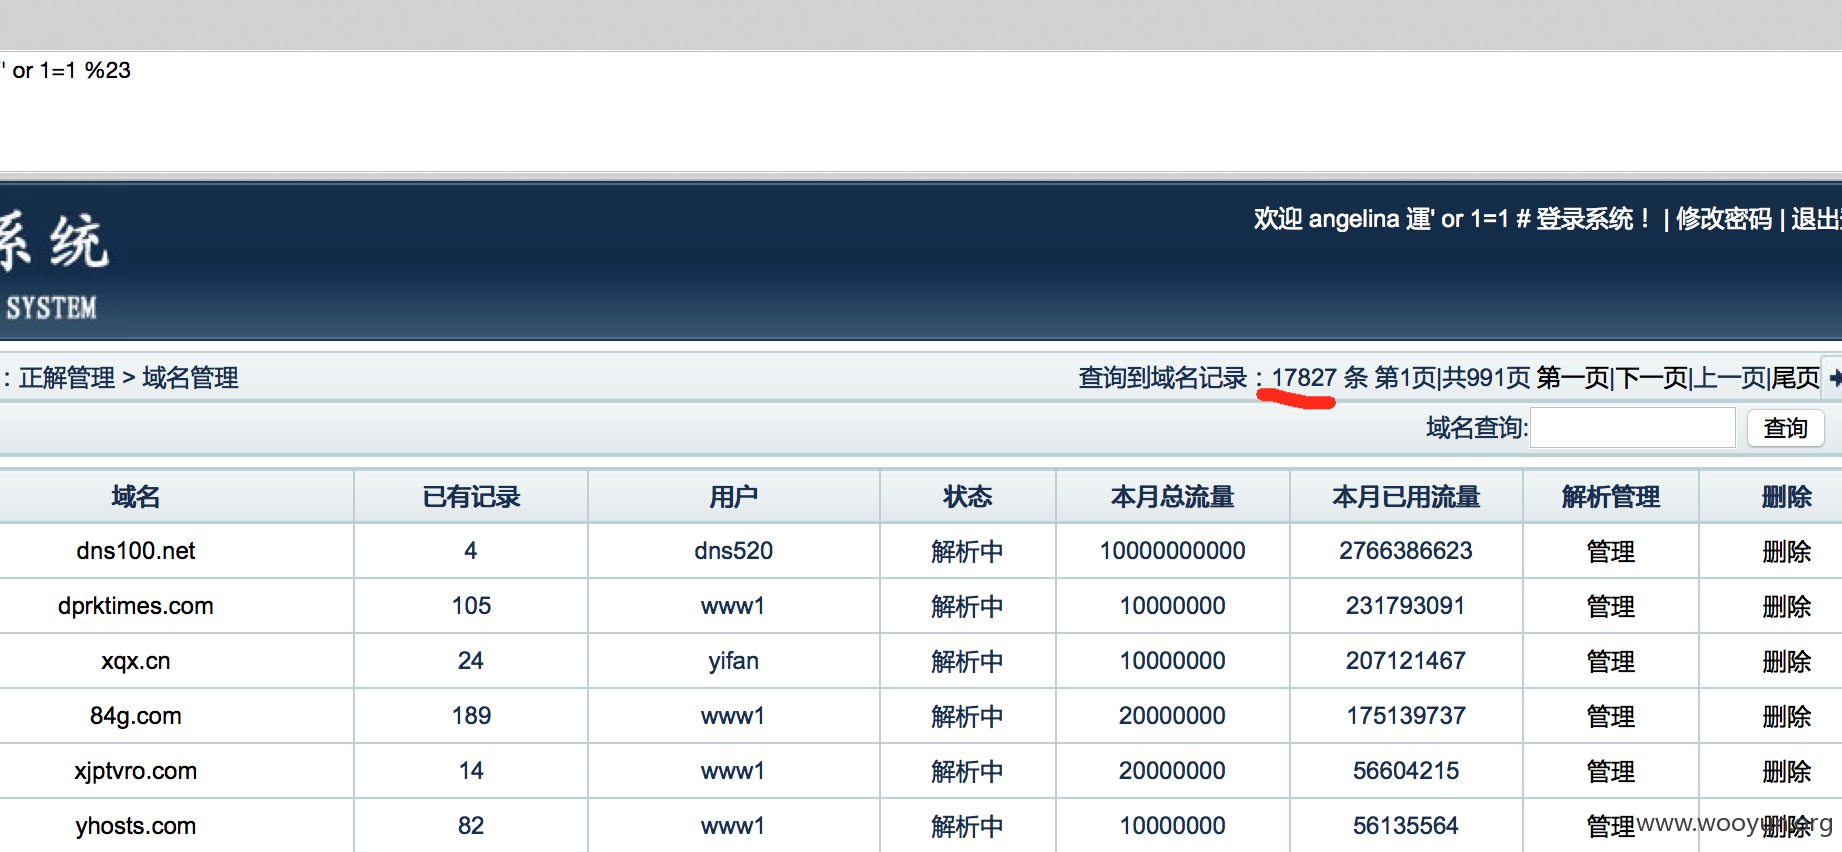 ' or 1=1 %23
欢迎 angelina 運' or 1=1 # 登录系统！ | 修改密码 | 退出
系 统
SYSTEM
: 正解管理 > 域名管理
查询到域名记录：17827 条 第1页|共991页 第一页|下一页|上一页|尾页
域名查询: 查询
域名 已有记录 用户 状态 本月总流量 本月已用流量 解析管理 删除
dns100.net 4 dns520 解析中 10000000000 2766386623 管理 删除
dprktimes.com 105 www1 解析中 10000000 231793091 管理 删除
xqx.cn 24 yifan 解析中 10000000 207121467 管理 删除
84g.com 189 www1 解析中 20000000 175139737 管理 删除
xjptvro.com 14 www1 解析中 20000000 56604215 管理 删除
yhosts.com 82 www1 解析中 10000000 56135564 管理 删除
www.wooyun.org